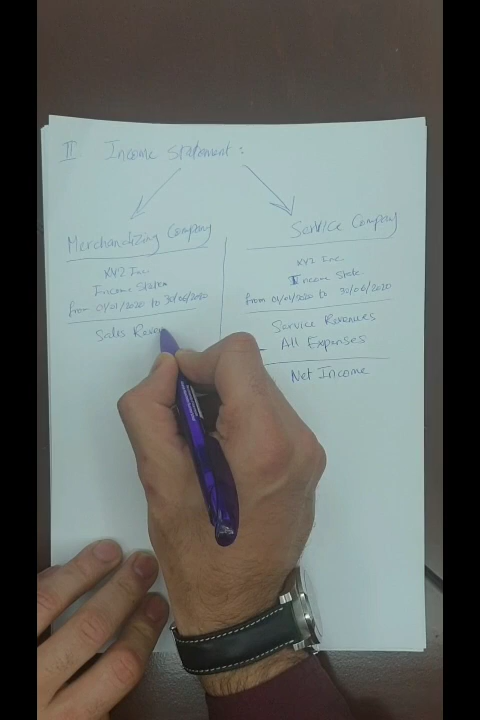 II Income Statement:
Merchandizing Company
XYZ Inc.
Income Statem
from 01/01/2020 to 30/06/2020
Sales Reven
Service Company
XYZ Inc.
Income State.
from 01/01/2020 to 30/06/2020
Service Revenues
- All Expenses
Net Income